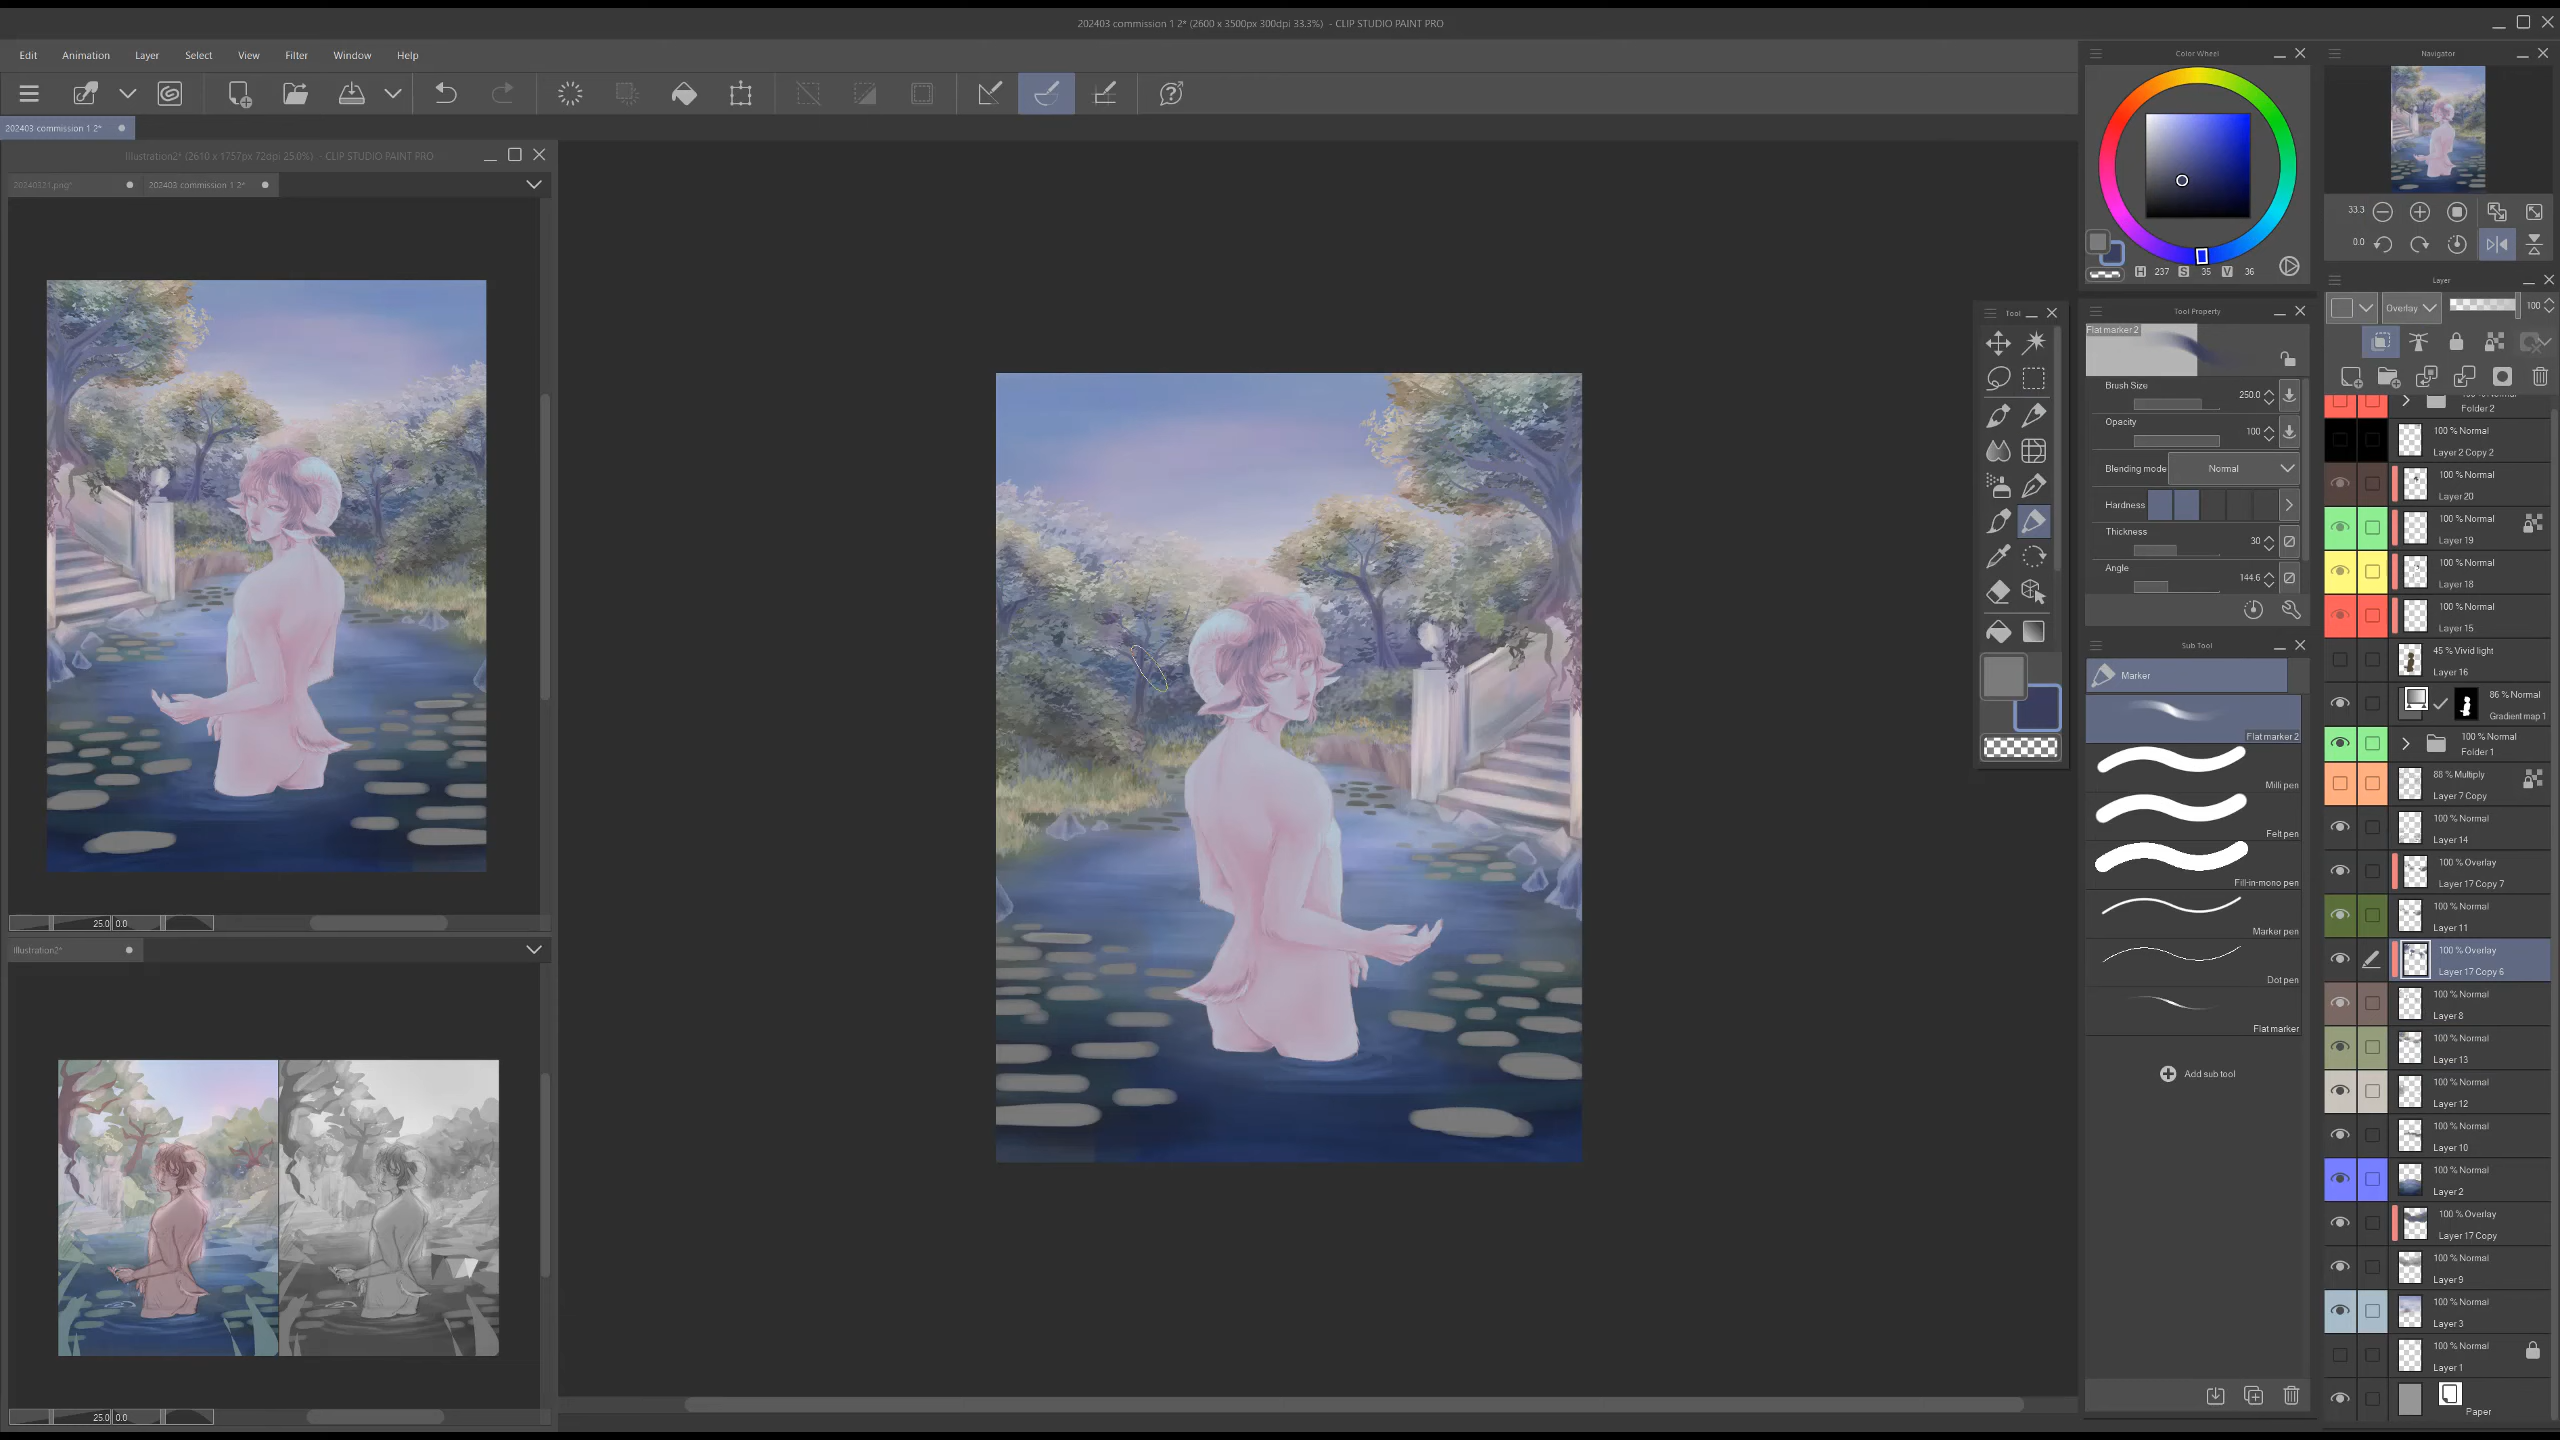 202403 commission 1 2* (2600 x 3500px 300dpi 33.3%) - CLIP STUDIO PAINT PRO
Edit Animation Layer Select View Filter Window Help
202403 commission 1 2*
Illustration2* (2610 x 1757px 72dpi 25.0%) - CLIP STUDIO PAINT PRO
20240321.png* 202403 commission 1 2*
25.0 0.0
Illustration2*
25.0 0.0
Tool
Color Wheel
H 237 S 35 V 36
Tool Property
Flat marker 2
Brush Size 250.0
Opacity 100
Blending mode Normal
Hardness
Thickness 30
Angle 144.6
Sub Tool
Marker
Flat marker 2
Milli pen
Felt pen
Fill-in-mono pen
Marker pen
Dot pen
Flat marker
Add sub tool
Navigator
33.3
0.0
Layer
Overlay 100
Folder 2
100 % Normal
Layer 2 Copy 2
100 % Normal
Layer 20
100 % Normal
Layer 19
100 % Normal
Layer 18
100 % Normal
Layer 15
45 % Vivid light
Layer 16
86 % Normal
Gradient map 1
100 % Normal
Folder 1
88 % Multiply
Layer 7 Copy
100 % Normal
Layer 14
100 % Overlay
Layer 17 Copy 7
100 % Normal
Layer 11
100 % Overlay
Layer 17 Copy 6
100 % Normal
Layer 8
100 % Normal
Layer 13
100 % Normal
Layer 12
100 % Normal
Layer 10
100 % Normal
Layer 2
100 % Overlay
Layer 17 Copy
100 % Normal
Layer 9
100 % Normal
Layer 3
100 % Normal
Layer 1
Paper